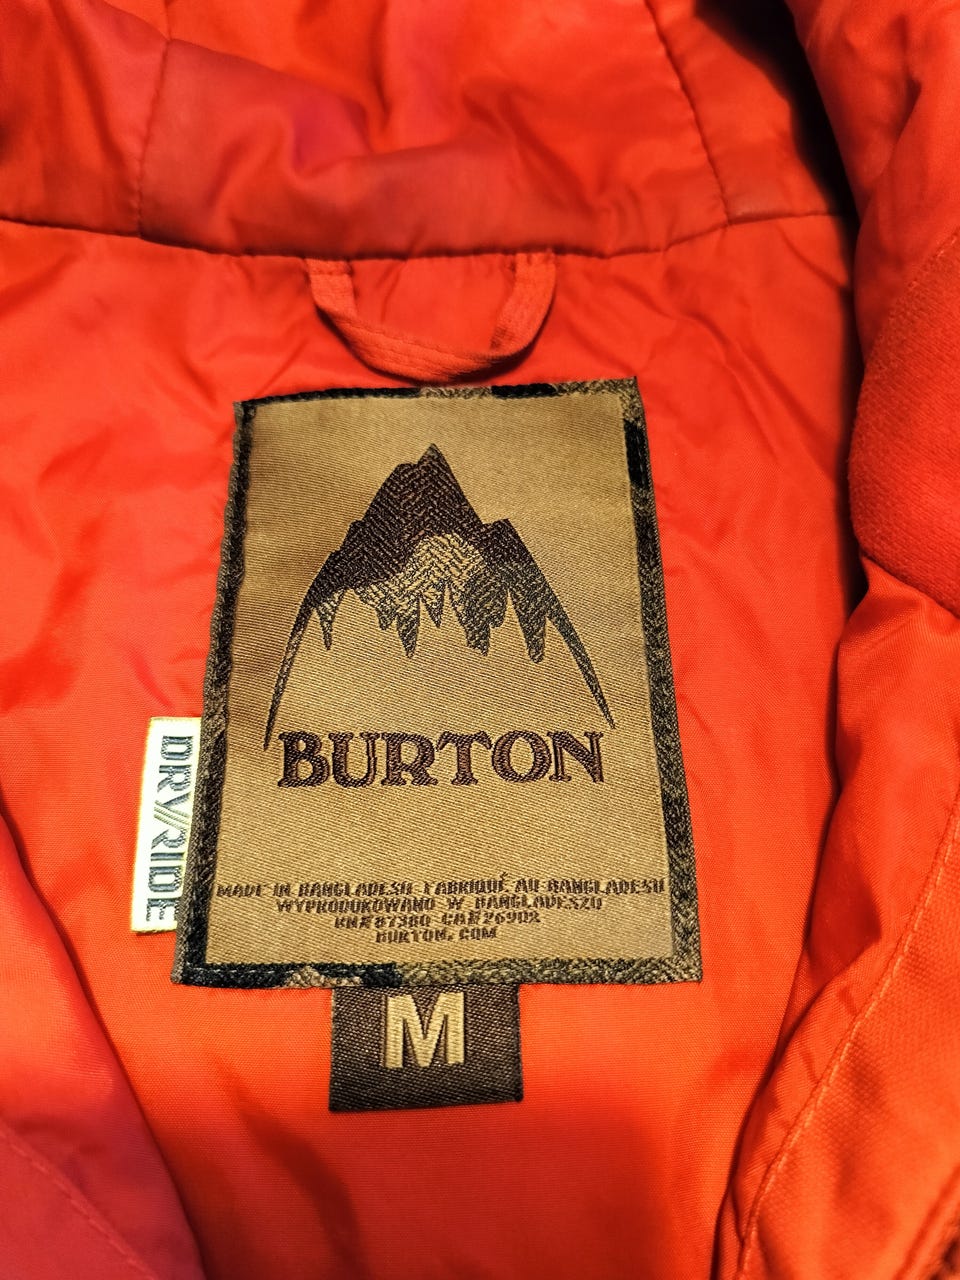 BURTON
DRY//RIDE
MADE IN BANGLADESH FABRIQUÉ AU BANGLADESH
WYPRODUKOWANO W BANGLADESZU
RN#87380 CA#26902
BURTON.COM
M